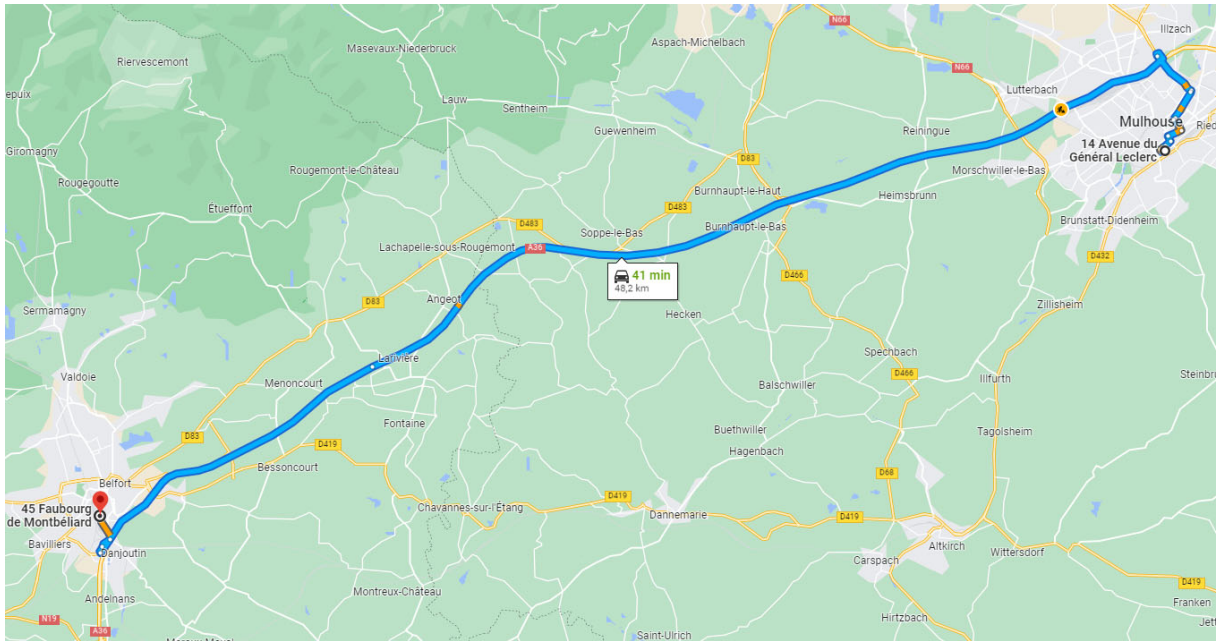 Illzach
N66
Aspach-Michelbach
Masevaux-Niederbruck
Riervescemont
N66
Lutterbach
Lauw
Sentheim
Mulhouse
Guewenheim
Reiningue
14 Avenue du
Général Leclerc
Giromagny
D83
Rougemont-le-Château
Morschwiller-le-Bas
Rougegoutte
Burnhaupt-le-Haut
Heimsbrunn
Étueffont
D483
Brunstatt-Didenheim
D483
Soppe-le-Bas
Burnhaupt-le-Bas
Lachapelle-sous-Rougemont
A36
D432
41 min
48,2 km
D466
Angeot
D83
Zillisheim
Sermamagny
Hecken
Larivière
Spechbach
Valdoie
Menoncourt
D466
Illfurth
Balschwiller
Fontaine
Buethwiller
Tagolsheim
D83
D419
Hagenbach
Bessoncourt
D68
Belfort
D419
45 Faubourg
de Montbéliard
Chavannes-sur-l'Étang
Dannemarie
D419
Bavilliers
Danjoutin
Altkirch
Wittersdorf
Carspach
D419
Montreux-Château
Andelnans
Franken
N19
A36
Hirtzbach
Saint-Ulrich